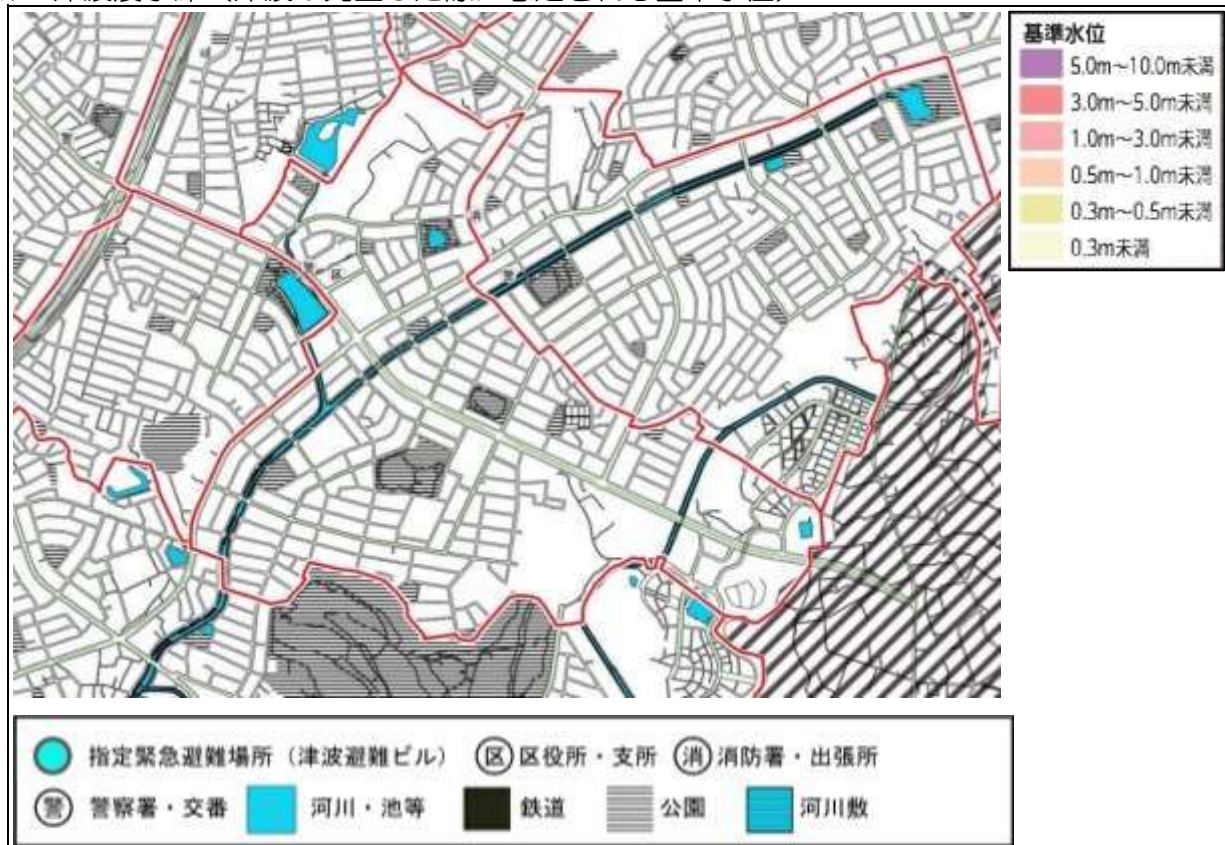 基準水位
5.0m～10.0m未満
3.0m～5.0m未満
1.0m～3.0m未満
0.5m～1.0m未満
0.3m～0.5m未満
0.3m未満
消
区
指定緊急避難場所（津波避難ビル）
区 区役所・支所
消 消防署・出張所
警 警察署・交番
河川・池等
鉄道
公園
河川敷